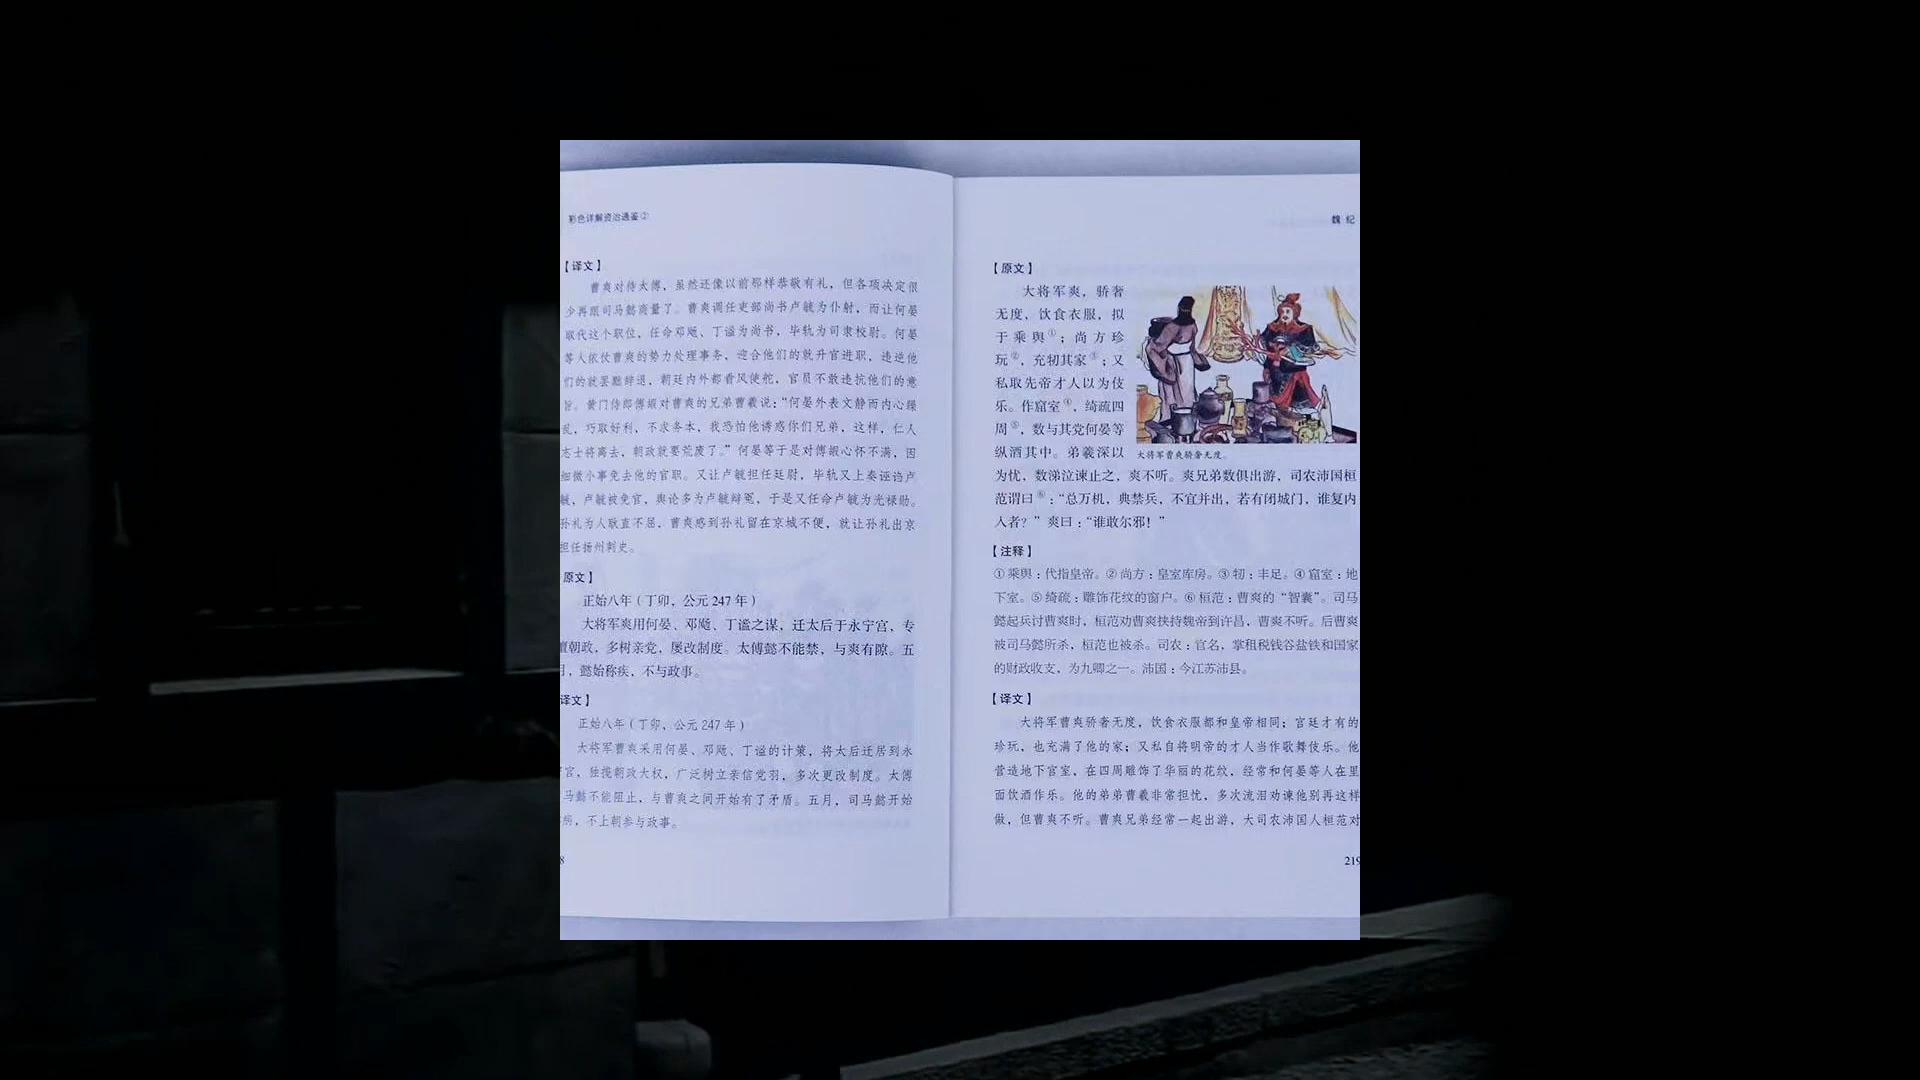 彩色详解资治通鉴②
【译文】
曹爽对待太傅，虽然还像以前那样恭敬有礼，但各项决定很
少再跟司马懿商量了。曹爽调任吏部尚书卢毓为仆射，而让何晏
取代这个职位，任命邓飏、丁谧为尚书，毕轨为司隶校尉。何晏
等人依仗曹爽的势力处理事务，迎合他们的就升官进职，违逆他
们的就罢黜辞退，朝廷内外都看风使舵，官员不敢违抗他们的意
旨。黄门侍郎傅嘏对曹爽的兄弟曹羲说：“何晏外表文静而内心躁
乱，巧取好利，不求务本，我恐怕他诱惑你们兄弟，这样，仁人
志士将离去，朝政就要荒废了。”何晏等于是对傅嘏心怀不满，因
细微小事免去他的官职。又让卢毓担任廷尉，毕轨又上奏诬谄卢
毓，卢毓被免官，舆论多为卢毓辩冤，于是又任命卢毓为光禄勋。
孙礼为人耿直不屈，曹爽感到孙礼留在京城不便，就让孙礼出京
担任扬州刺史。
原文】
正始八年（丁卯，公元 247 年）
大将军爽用何晏、邓飏、丁谧之谋，迁太后于永宁宫，专
擅朝政，多树亲党，屡改制度。太傅懿不能禁，与爽有隙。五
月，懿始称疾，不与政事。
译文】
正始八年（丁卯，公元 247 年）
大将军曹爽采用何晏、邓飏、丁谧的计策，将太后迁居到永
宫，独揽朝政大权，广泛树立亲信党羽，多次更改制度。太傅
马懿不能阻止，与曹爽之间开始有了矛盾。五月，司马懿开始
病，不上朝参与政事。
8
魏 纪
【原文】
大将军爽，骄奢
无度，饮食衣服，拟
于乘舆①；尚方珍
玩②，充牣其家③；又
私取先帝才人以为伎
乐。作窟室④，绮疏四
周⑤，数与其党何晏等
纵酒其中。弟羲深以
大将军曹爽骄奢无度。
为忧，数涕泣谏止之，爽不听。爽兄弟数俱出游，司农沛国桓
范谓曰⑥：“总万机，典禁兵，不宜并出，若有闭城门，谁复内
入者？”爽曰：“谁敢尔邪！”
【注释】
①乘舆：代指皇帝。②尚方：皇室库房。③牣：丰足。④窟室：地
下室。⑤绮疏：雕饰花纹的窗户。⑥桓范：曹爽的“智囊”。司马
懿起兵讨曹爽时，桓范劝曹爽挟持魏帝到许昌，曹爽不听。后曹爽
被司马懿所杀，桓范也被杀。司农：官名，掌租税钱谷盐铁和国家
的财政收支，为九卿之一。沛国：今江苏沛县。
【译文】
大将军曹爽骄奢无度，饮食衣服都和皇帝相同；宫廷才有的
珍玩，也充满了他的家；又私自将明帝的才人当作歌舞伎乐。他
营造地下宫室，在四周雕饰了华丽的花纹，经常和何晏等人在里
面饮酒作乐。他的弟弟曹羲非常担忧，多次流泪劝谏他别再这样
做，但曹爽不听。曹爽兄弟经常一起出游，大司农沛国人桓范对
219